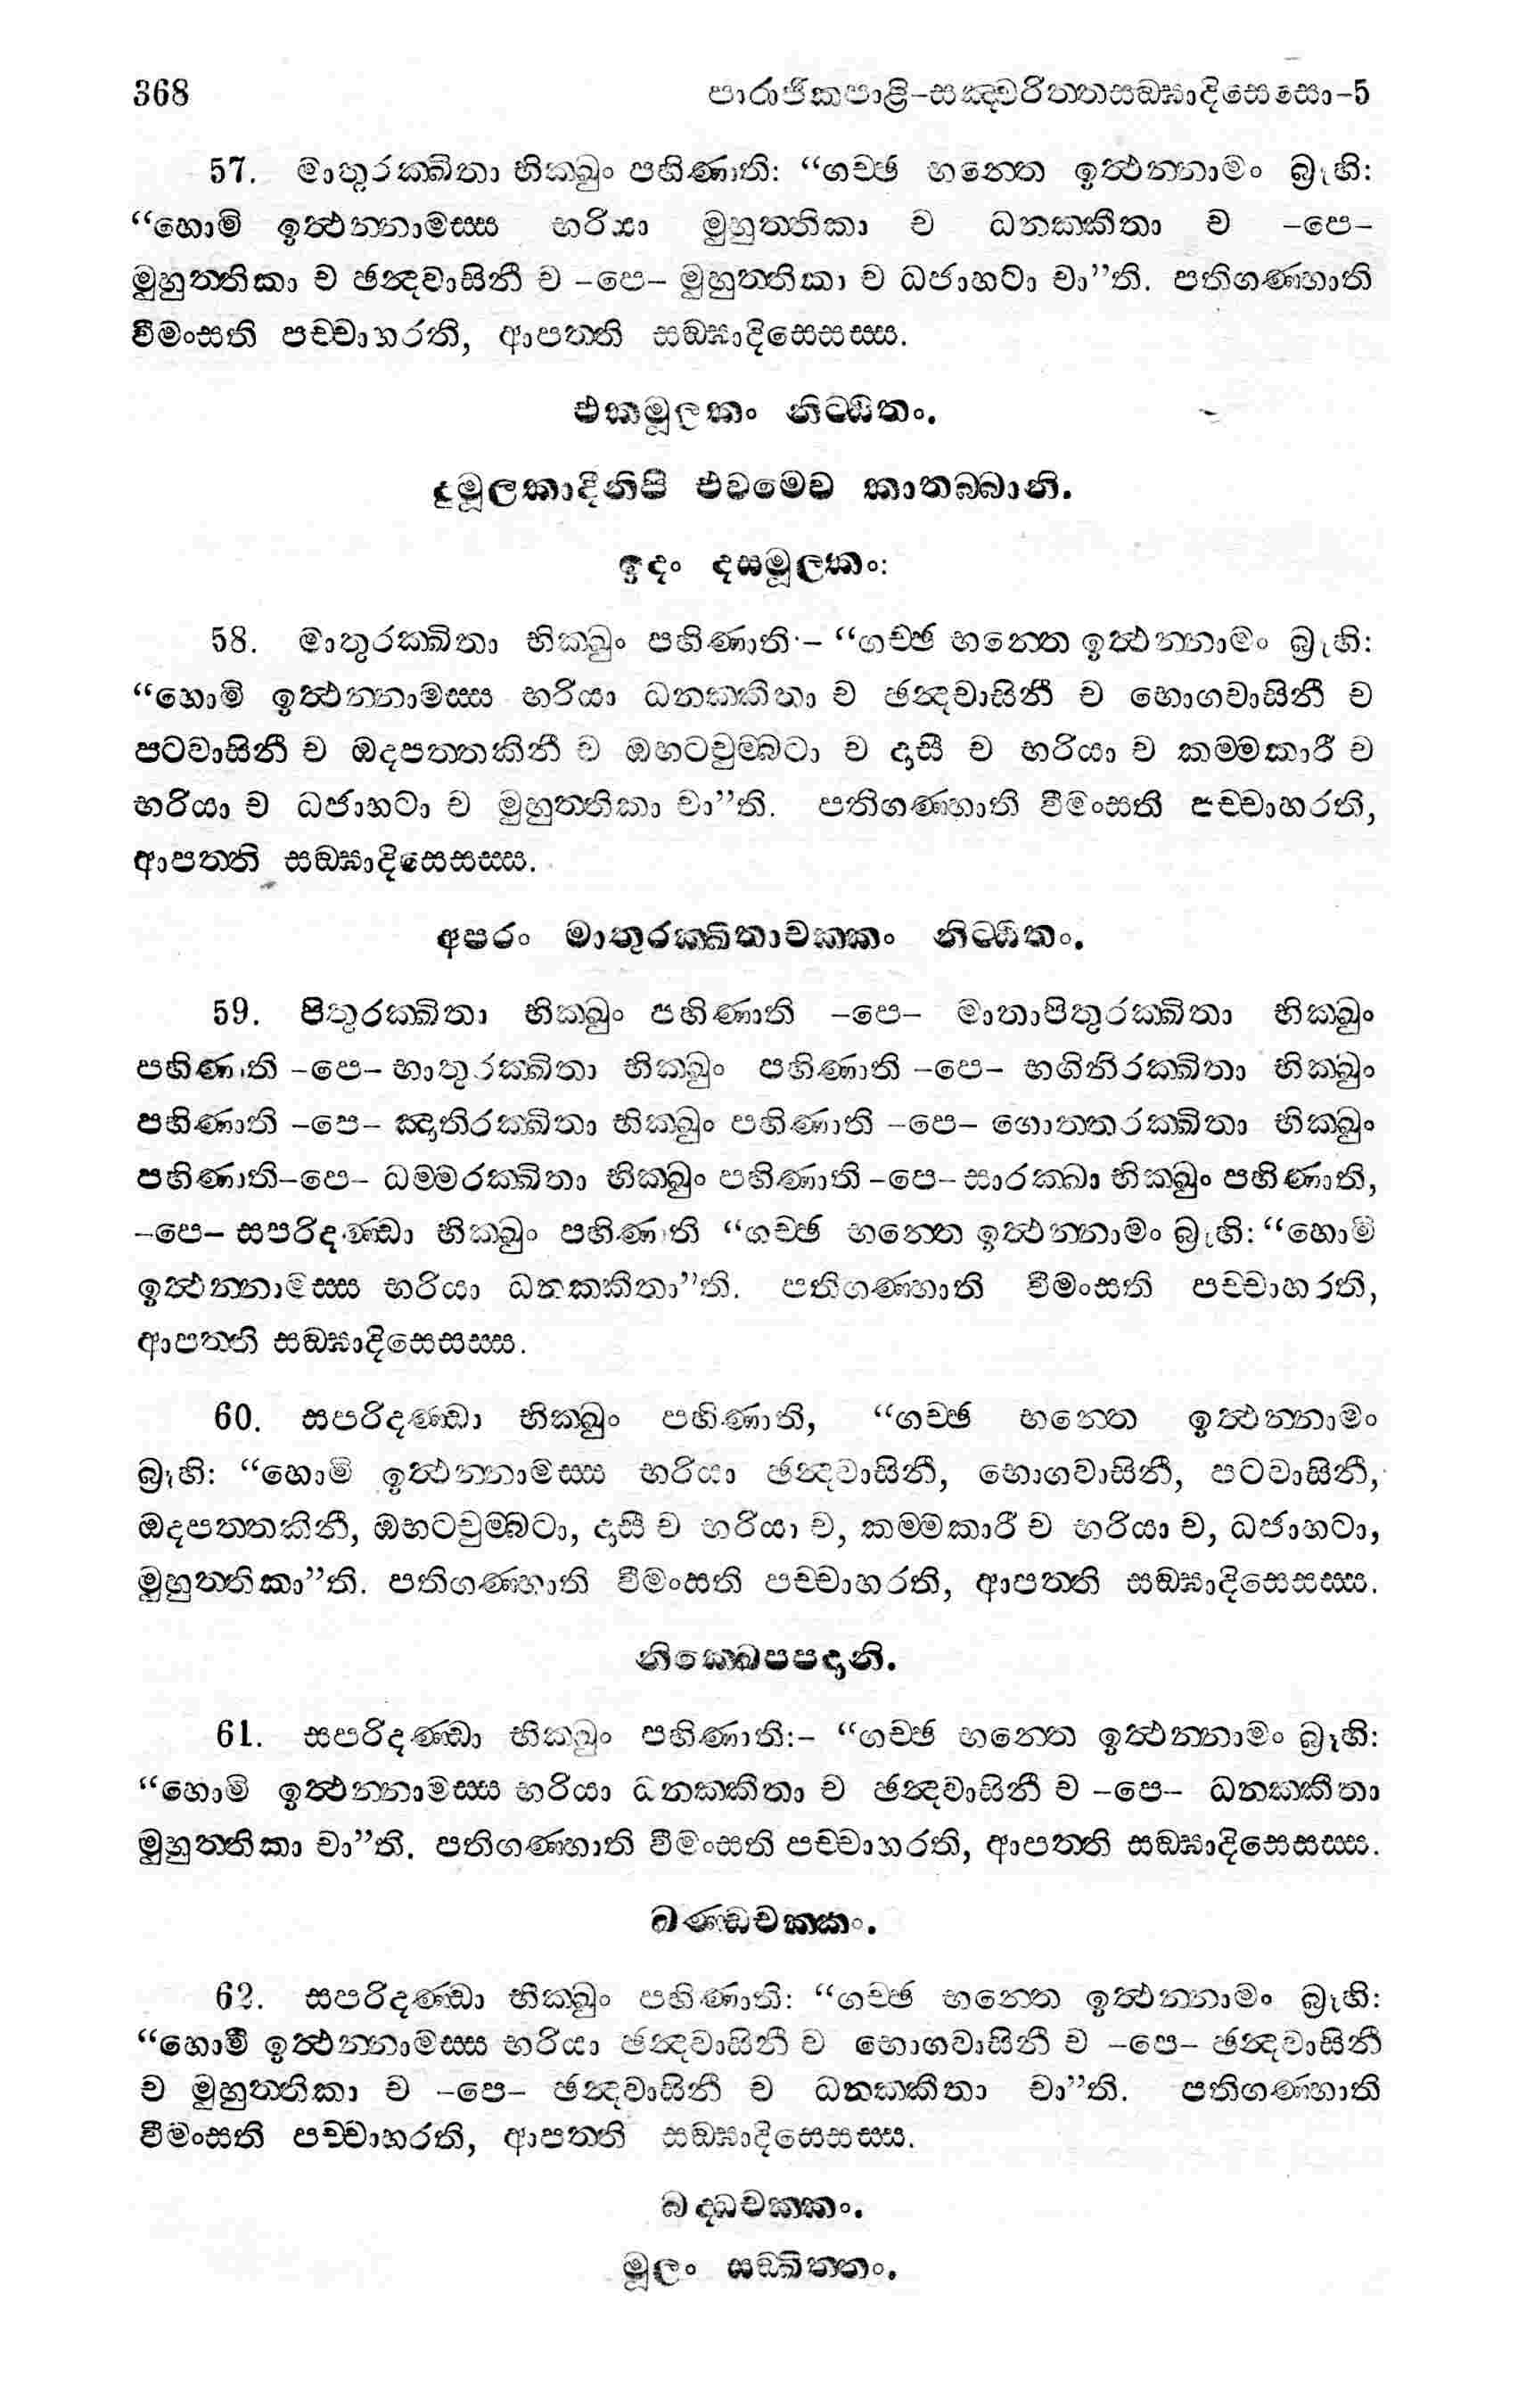 368 පාරාජිකපාළි-සඤ්චරිත්තසඞ්ඝාදිසෙසො-5
57. මාතුරක්ඛිතා භික්ඛුං පහිණාති: “ගච්ඡ භන්තෙ ඉත්ථන්නාමං බ්‍රූහි:
“හොමි ඉත්ථන්නාමස්ස භරියා මුහුත්තිකා ච ධනක්කීතා ච -පෙ-
මුහුත්තිකා ච ඡන්දවාසිනී ච -පෙ- මුහුත්තිකා ච ධජාහටා චා”ති. පතිගණ්හාති
වීමංසති පච්චාහරති, ආපත්ති සඞ්ඝාදිසෙසස්ස.
එකමූලකං නිට්ඨිතං.
දුමූලකාදීනිපි එවමෙව කාතබ්බානි.
ඉදං දසමූලකං:
58. මාතුරක්ඛිතා භික්ඛුං පහිණාති:- “ගච්ඡ භන්තෙ ඉත්ථන්නාමං බ්‍රූහි:
“හොමි ඉත්ථන්නාමස්ස භරියා ධනක්කීතා ච ඡන්දවාසිනී ච භොගවාසිනී ච
පටවාසිනී ච ඔදපත්තකිනී ච ඔභටචුම්බටා ච දාසී ච භරියා ච කම්මකාරී ච
භරියා ච ධජාහටා ච මුහුත්තිකා චා”ති. පතිගණ්හාති වීමංසති පච්චාහරති,
ආපත්ති සඞ්ඝාදිසෙසස්ස.
අපරං මාතුරක්ඛිතාචක්කං නිට්ඨිතං.
59. පිතුරක්ඛිතා භික්ඛුං පහිණාති -පෙ- මාතාපිතුරක්ඛිතා භික්ඛුං
පහිණාති -පෙ- භාතුරක්ඛිතා භික්ඛුං පහිණාති -පෙ- භගිනිරක්ඛිතා භික්ඛුං
පහිණාති -පෙ- ඤාතිරක්ඛිතා භික්ඛුං පහිණාති -පෙ- ගොත්තරක්ඛිතා භික්ඛුං
පහිණාති-පෙ- ධම්මරක්ඛිතා භික්ඛුං පහිණාති -පෙ- සාරක්ඛා භික්ඛුං පහිණාති,
-පෙ- සපරිදණ්ඩා භික්ඛුං පහිණාති “ගච්ඡ භන්තෙ ඉත්ථන්නාමං බ්‍රූහි: “හොමි
ඉත්ථන්නාමස්ස භරියා ධනක්කීතා”ති. පතිගණ්හාති වීමංසති පච්චාහරති,
ආපත්ති සඞ්ඝාදිසෙසස්ස.
60. සපරිදණ්ඩා භික්ඛුං පහිණාති, “ගච්ඡ භන්තෙ ඉත්ථන්නාමං
බ්‍රූහි: “හොමි ඉත්ථන්නාමස්ස භරියා ඡන්දවාසිනී, භොගවාසිනී, පටවාසිනී,
ඔදපත්තකිනී, ඔභටචුම්බටා, දාසී ච භරියා ච, කම්මකාරී ච භරියා ච, ධජාහටා,
මුහුත්තිකා”ති. පතිගණ්හාති වීමංසති පච්චාහරති, ආපත්ති සඞ්ඝාදිසෙසස්ස.
නික්ඛෙපපදානි.
61. සපරිදණ්ඩා භික්ඛුං පහිණාති:- “ගච්ඡ භන්තෙ ඉත්ථන්නාමං බ්‍රූහි:
“හොමි ඉත්ථන්නාමස්ස භරියා ධනක්කීතා ච ඡන්දවාසිනී ච -පෙ- ධනක්කීතා
මුහුත්තිකා චා”ති. පතිගණ්හාති වීමංසති පච්චාහරති, ආපත්ති සඞ්ඝාදිසෙසස්ස.
ඛණ්ඩචක්කං.
62. සපරිදණ්ඩා භික්ඛුං පහිණාති: “ගච්ඡ භන්තෙ ඉත්ථන්නාමං බ්‍රූහි:
“හොමි ඉත්ථන්නාමස්ස භරියා ඡන්දවාසිනී ච භොගවාසිනී ච -පෙ- ඡන්දවාසිනී
ච මුහුත්තිකා ච -පෙ- ඡන්දවාසිනී ච ධනක්කීතා චා”ති. පතිගණ්හාති
වීමංසති පච්චාහරති, ආපත්ති සඞ්ඝාදිසෙසස්ස.
බද්ධචක්කං.
මූලං සඞ්ඛිත්තං.